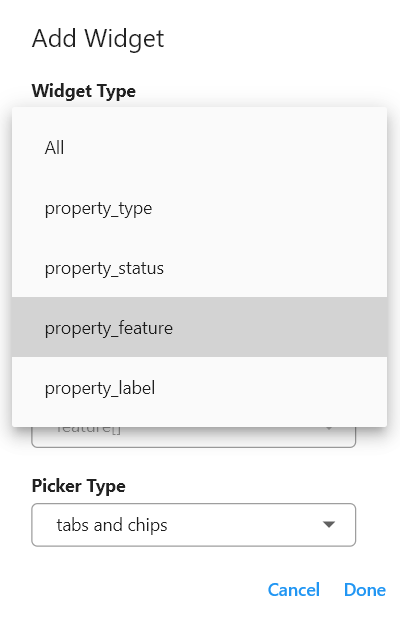 Add Widget
Widget Type
All
property_type
property_status
property_feature
property_label
feature[]
Picker Type
tabs and chips
Cancel Done